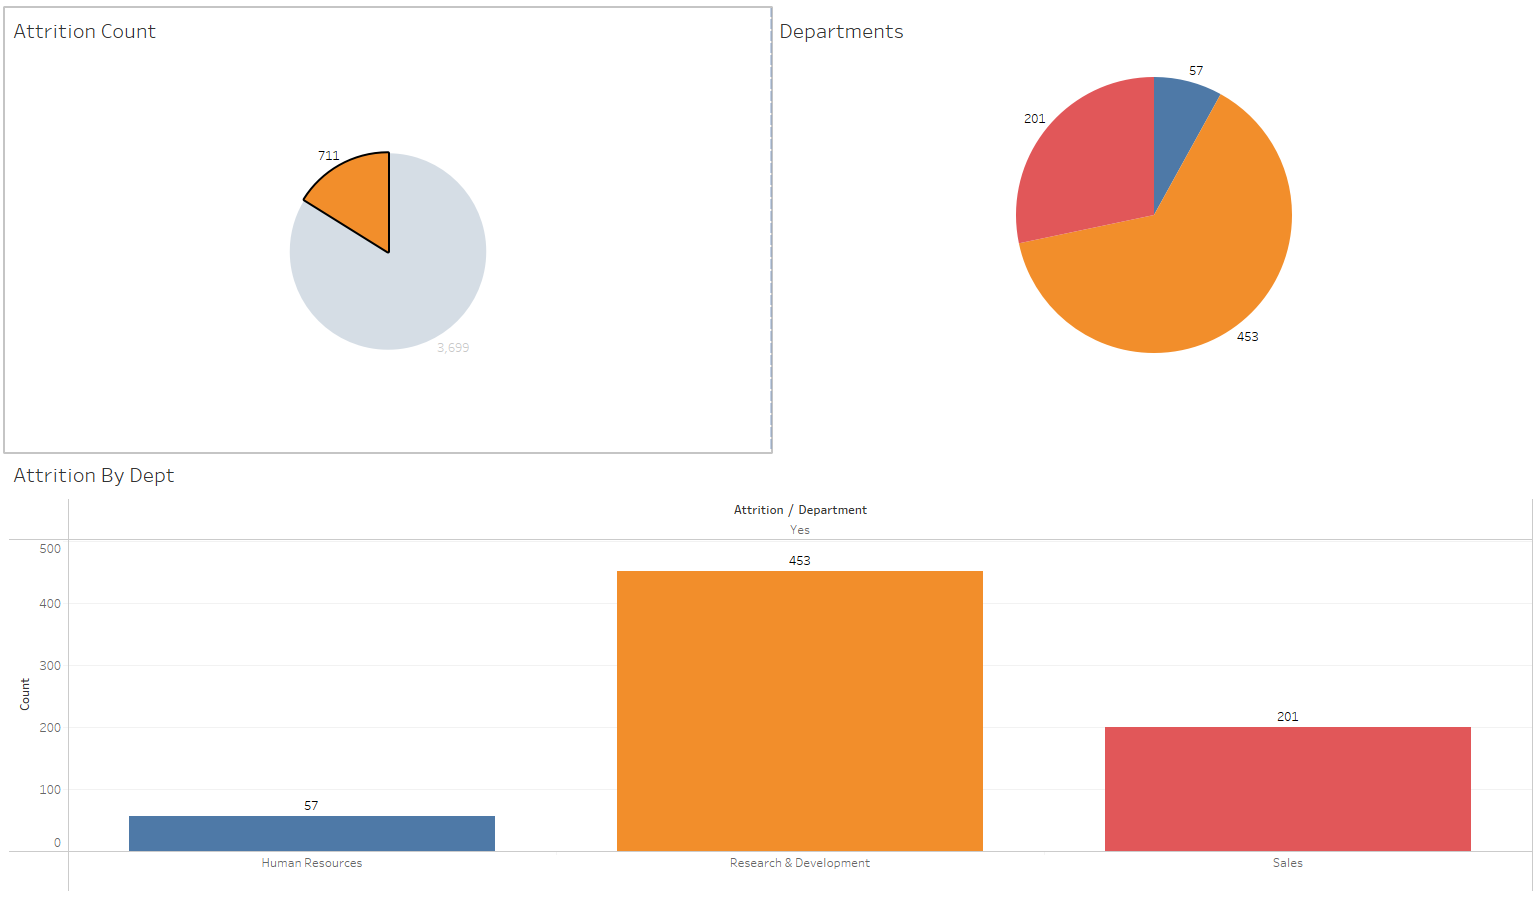 Attrition Count
711
3,699
Departments
57
201
453
Attrition By Dept
Attrition / Department
Yes
500
400
300
200
100
0
Count
57
453
201
Human Resources
Research & Development
Sales